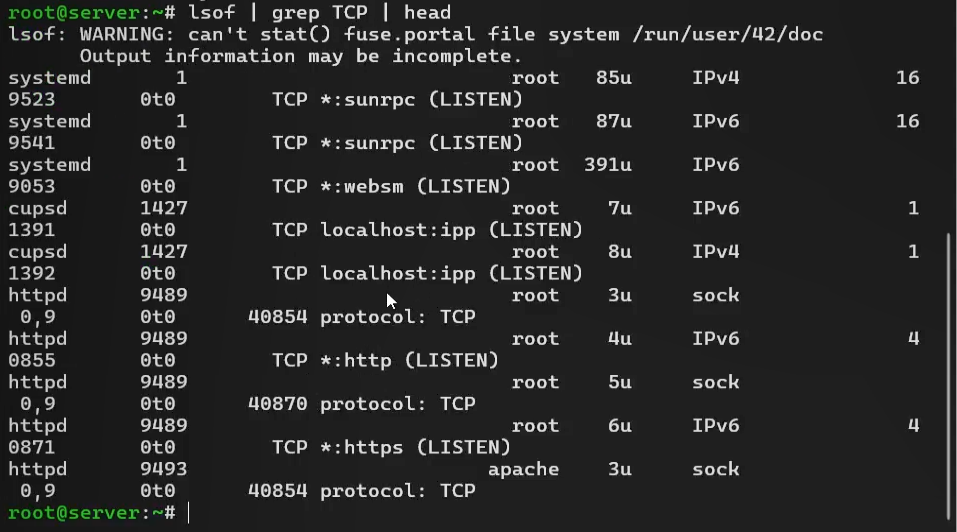 root@server:~# lsof | grep TCP | head
lsof: WARNING: can't stat() fuse.portal file system /run/user/42/doc
      Output information may be incomplete.
systemd       1                           root   85u     IPv4             16
9523       0t0        TCP *:sunrpc (LISTEN)
systemd       1                           root   87u     IPv6             16
9541       0t0        TCP *:sunrpc (LISTEN)
systemd       1                           root  391u     IPv6
9053       0t0        TCP *:websm (LISTEN)
cupsd      1427                           root    7u     IPv6              1
1391       0t0        TCP localhost:ipp (LISTEN)
cupsd      1427                           root    8u     IPv4              1
1392       0t0        TCP localhost:ipp (LISTEN)
httpd      9489                           root    3u     sock
 0,9       0t0      40854 protocol: TCP
httpd      9489                           root    4u     IPv6              4
0855       0t0        TCP *:http (LISTEN)
httpd      9489                           root    5u     sock
 0,9       0t0      40870 protocol: TCP
httpd      9489                           root    6u     IPv6              4
0871       0t0        TCP *:https (LISTEN)
httpd      9493                         apache    3u     sock
 0,9       0t0      40854 protocol: TCP
root@server:~#